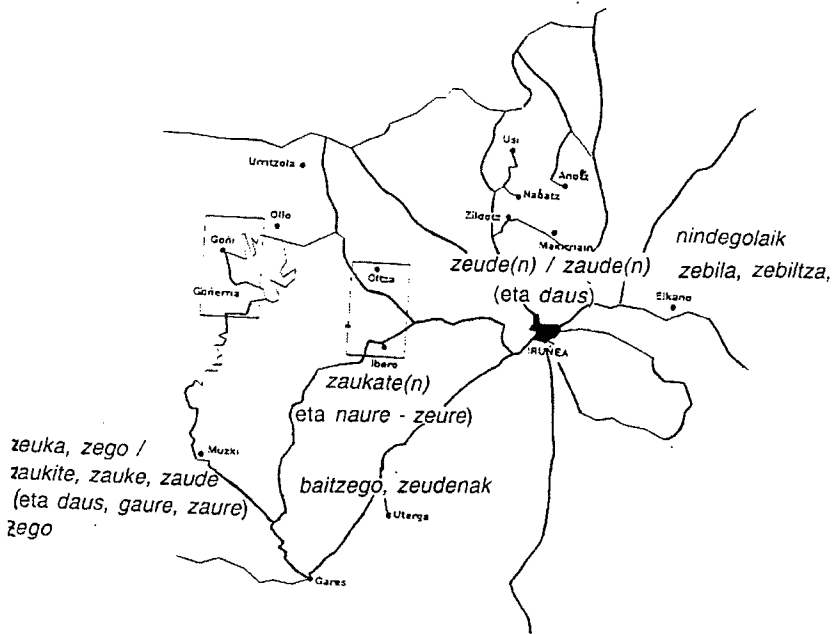 Usi
Urritzola
Anotz
Nabatz
Ollo
Zildotz
Goñi
Makirriain
nindegolaik
zeude(n) / zaude(n)
zebila, zebiltza,
Oltza
(eta daus)
Goñerria
Elkano
IRUÑEA
Ibero
zaukate(n)
(eta naure - zeure)
zeuka, zego /
Muzki
zaukite, zauke, zaude
(eta daus, gaure, zaure)
baitzego, zeudenak
zego
Uterga
Gares